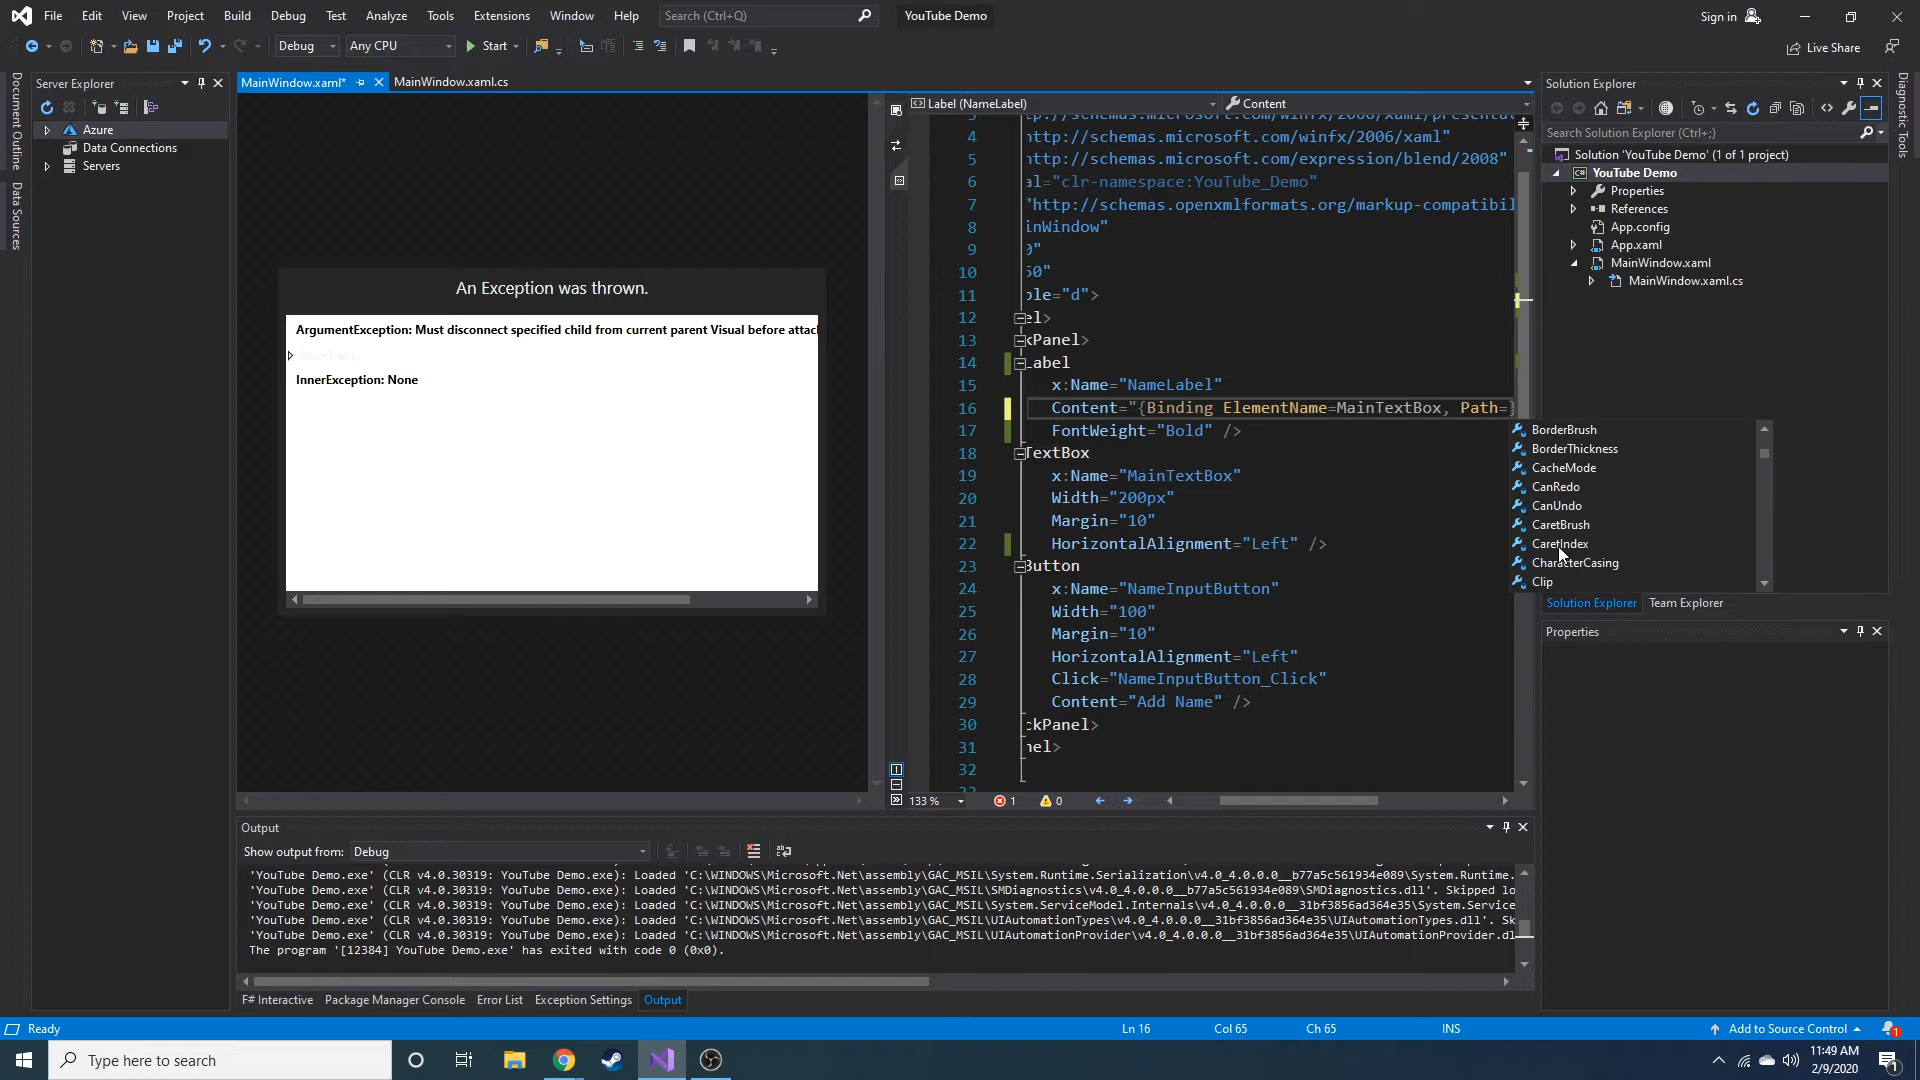 File Edit View Project Build Debug Test Analyze Tools Extensions Window Help Search (Ctrl+Q) YouTube Demo Sign in
Debug Any CPU Start Live Share
Document Outline
Data Sources
Server Explorer
Azure
Data Connections
Servers
MainWindow.xaml* MainWindow.xaml.cs
An Exception was thrown.
ArgumentException: Must disconnect specified child from current parent Visual before attac
StackTrace
InnerException: None
Label (NameLabel) Content
4 http://schemas.microsoft.com/winfx/2006/xaml"
5 http://schemas.microsoft.com/expression/blend/2008"
6 al="clr-namespace:YouTube_Demo"
7 "http://schemas.openxmlformats.org/markup-compatibil
8 inWindow"
9 0"
10 50"
11 ble="d">
12 el>
13 kPanel>
14 Label
15 x:Name="NameLabel"
16 Content="{Binding ElementName=MainTextBox, Path=}
17 FontWeight="Bold" />
18 TextBox
19 x:Name="MainTextBox"
20 Width="200px"
21 Margin="10"
22 HorizontalAlignment="Left" />
23 Button
24 x:Name="NameInputButton"
25 Width="100"
26 Margin="10"
27 HorizontalAlignment="Left"
28 Click="NameInputButton_Click"
29 Content="Add Name" />
30 ckPanel>
31 nel>
32
133 % 1 0
BorderBrush
BorderThickness
CacheMode
CanRedo
CanUndo
CaretBrush
CaretIndex
CharacterCasing
Clip
Solution Explorer
Search Solution Explorer (Ctrl+;)
Solution 'YouTube Demo' (1 of 1 project)
YouTube Demo
Properties
References
App.config
App.xaml
MainWindow.xaml
MainWindow.xaml.cs
Solution Explorer Team Explorer
Properties
Diagnostic Tools
Output
Show output from: Debug
'YouTube Demo.exe' (CLR v4.0.30319: YouTube Demo.exe): Loaded 'C:\WINDOWS\Microsoft.Net\assembly\GAC_MSIL\System.Runtime.Serialization\v4.0_4.0.0.0__b77a5c561934e089\System.Runtime.
'YouTube Demo.exe' (CLR v4.0.30319: YouTube Demo.exe): Loaded 'C:\WINDOWS\Microsoft.Net\assembly\GAC_MSIL\SMDiagnostics\v4.0_4.0.0.0__b77a5c561934e089\SMDiagnostics.dll'. Skipped lo
'YouTube Demo.exe' (CLR v4.0.30319: YouTube Demo.exe): Loaded 'C:\WINDOWS\Microsoft.Net\assembly\GAC_MSIL\System.ServiceModel.Internals\v4.0_4.0.0.0__31bf3856ad364e35\System.Service
'YouTube Demo.exe' (CLR v4.0.30319: YouTube Demo.exe): Loaded 'C:\WINDOWS\Microsoft.Net\assembly\GAC_MSIL\UIAutomationTypes\v4.0_4.0.0.0__31bf3856ad364e35\UIAutomationTypes.dll'. Sk
'YouTube Demo.exe' (CLR v4.0.30319: YouTube Demo.exe): Loaded 'C:\WINDOWS\Microsoft.Net\assembly\GAC_MSIL\UIAutomationProvider\v4.0_4.0.0.0__31bf3856ad364e35\UIAutomationProvider.dl
The program '[12384] YouTube Demo.exe' has exited with code 0 (0x0).
F# Interactive Package Manager Console Error List Exception Settings Output
Ready Ln 16 Col 65 Ch 65 INS Add to Source Control 1
Type here to search
11:49 AM
2/9/2020
1